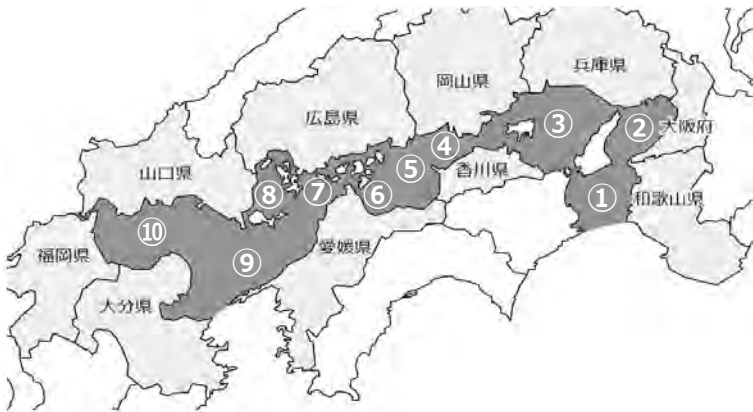 兵庫県
岡山県
広島県
③
②
大阪府
④
山口県
⑤
香川県
⑧
⑦
⑥
①
和歌山県
⑩
福岡県
愛媛県
⑨
大分県